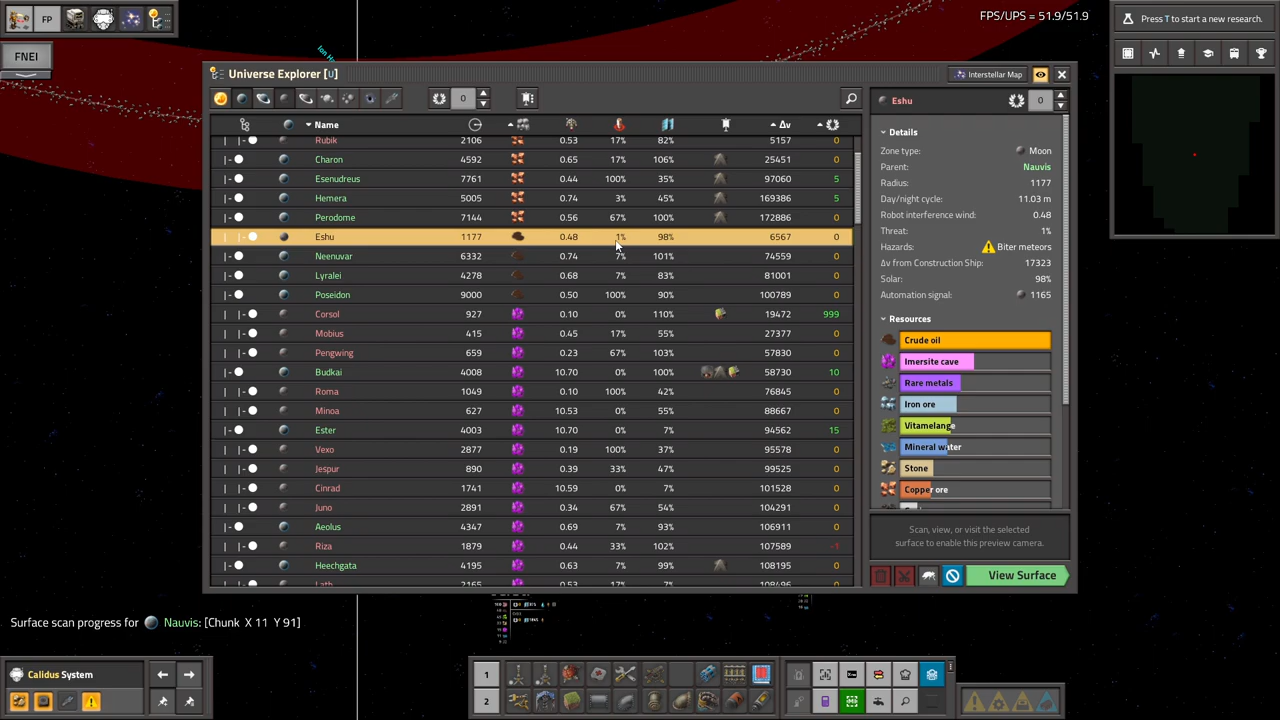 FP
FPS/UPS = 51.9/51.9
Press T to start a new research.
FNEI
Universe Explorer [U]
Interstellar Map
0
Name
Δv
Rubik 2106 0.53 17% 82% 5157 0
Charon 4592 0.65 17% 106% 25451 0
Esenudreus 7761 0.44 100% 35% 97060 5
Hemera 5005 0.74 3% 45% 169386 5
Perodome 7144 0.56 67% 100% 172886 0
Eshu 1177 0.48 1% 98% 6567 0
Neenuvar 6332 0.74 7% 101% 74559 0
Lyralei 4278 0.68 7% 83% 81001 0
Poseidon 9000 0.50 100% 90% 100789 0
Corsol 927 0.10 0% 110% 19472 999
Mobius 415 0.45 17% 55% 27377 0
Pengwing 659 0.23 67% 103% 57830 0
Budkai 4008 10.70 0% 100% 58730 10
Roma 1049 0.10 100% 42% 76845 0
Minoa 627 10.53 0% 55% 88667 0
Ester 4003 10.70 0% 7% 94562 15
Vexo 2877 0.19 100% 37% 95578 0
Jespur 890 0.39 33% 47% 99525 0
Cinrad 1741 10.59 0% 7% 101528 0
Juno 2891 0.34 67% 54% 104291 0
Aeolus 4347 0.69 7% 93% 106911 0
Riza 1879 0.44 33% 102% 107589 -1
Heechgata 4195 0.63 7% 99% 108195 0
Eshu
0
Details
Zone type: Moon
Parent: Nauvis
Radius: 1177
Day/night cycle: 11.03 m
Robot interference wind: 0.48
Threat: 1%
Hazards: Biter meteors
Δv from Construction Ship: 17323
Solar: 98%
Automation signal: 1165
Resources
Crude oil
Imersite cave
Rare metals
Iron ore
Vitamelange
Mineral water
Stone
Copper ore
Scan, view, or visit the selected
surface to enable this preview camera.
View Surface
Surface scan progress for Nauvis: [Chunk X 11 Y 91]
Calidus System
1
2